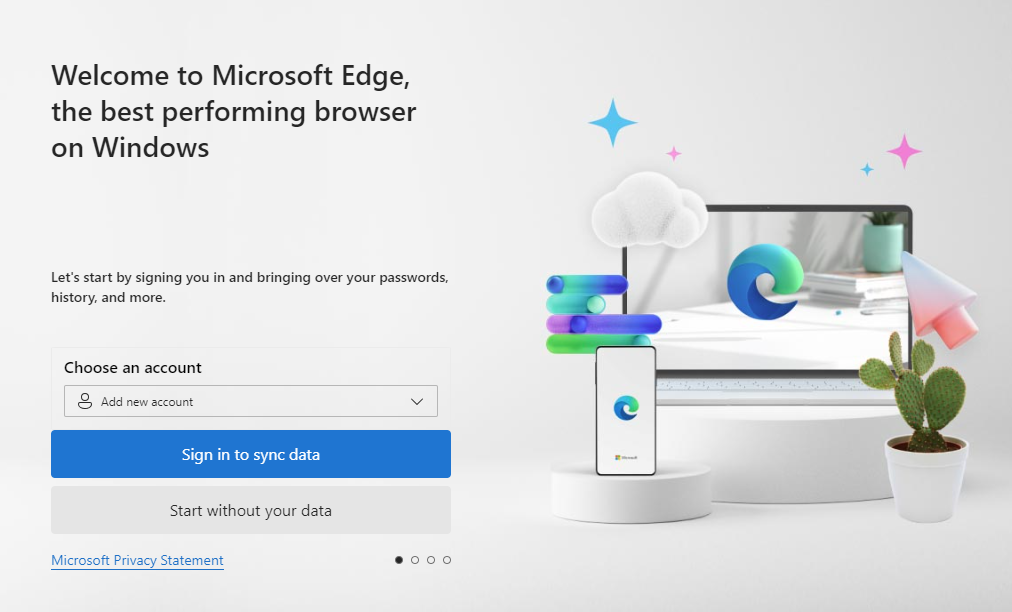 Welcome to Microsoft Edge,
the best performing browser
on Windows
Let's start by signing you in and bringing over your passwords,
history, and more.
Choose an account
Add new account
Sign in to sync data
Start without your data
Microsoft Privacy Statement
Microsoft